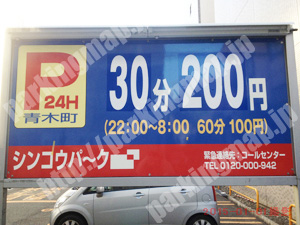 P
24H
青木町
30分 200円
(22:00～8:00 60分 100円)
シンゴウパーク
緊急連絡先：コールセンター
TEL 0120-000-942